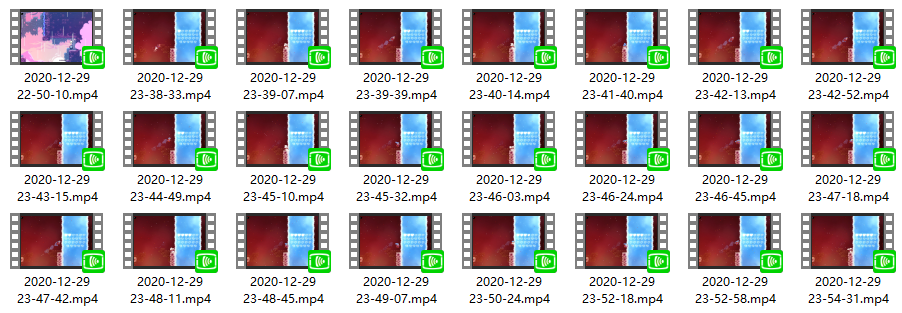 2020-12-29
22-50-10.mp4
2020-12-29
23-38-33.mp4
2020-12-29
23-39-07.mp4
2020-12-29
23-39-39.mp4
2020-12-29
23-40-14.mp4
2020-12-29
23-41-40.mp4
2020-12-29
23-42-13.mp4
2020-12-29
23-42-52.mp4
2020-12-29
23-43-15.mp4
2020-12-29
23-44-49.mp4
2020-12-29
23-45-10.mp4
2020-12-29
23-45-32.mp4
2020-12-29
23-46-03.mp4
2020-12-29
23-46-24.mp4
2020-12-29
23-46-45.mp4
2020-12-29
23-47-18.mp4
2020-12-29
23-47-42.mp4
2020-12-29
23-48-11.mp4
2020-12-29
23-48-45.mp4
2020-12-29
23-49-07.mp4
2020-12-29
23-50-24.mp4
2020-12-29
23-52-18.mp4
2020-12-29
23-52-58.mp4
2020-12-29
23-54-31.mp4